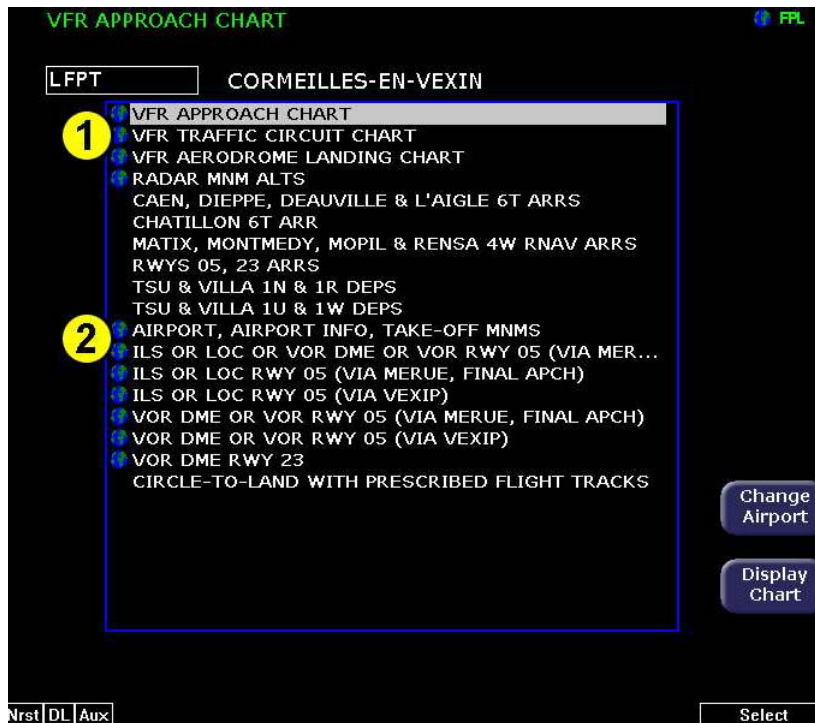 VFR APPROACH CHART
FPL
LFPT CORMEILLES-EN-VEXIN
VFR APPROACH CHART
1
VFR TRAFFIC CIRCUIT CHART
VFR AERODROME LANDING CHART
RADAR MNM ALTS
CAEN, DIEPPE, DEAUVILLE & L'AIGLE 6T ARRS
CHATILLON 6T ARR
MATIX, MONTMEDY, MOPIL & RENSA 4W RNAV ARRS
RWYS 05, 23 ARRS
TSU & VILLA 1N & 1R DEPS
TSU & VILLA 1U & 1W DEPS
AIRPORT, AIRPORT INFO, TAKE-OFF MNMS
2
ILS OR LOC OR VOR DME OR VOR RWY 05 (VIA MER...
ILS OR LOC RWY 05 (VIA MERUE, FINAL APCH)
ILS OR LOC RWY 05 (VIA VEXIP)
VOR DME OR VOR RWY 05 (VIA MERUE, FINAL APCH)
VOR DME OR VOR RWY 05 (VIA VEXIP)
VOR DME RWY 23
CIRCLE-TO-LAND WITH PRESCRIBED FLIGHT TRACKS
Change
Airport
Display
Chart
Nrst DL Aux
Select